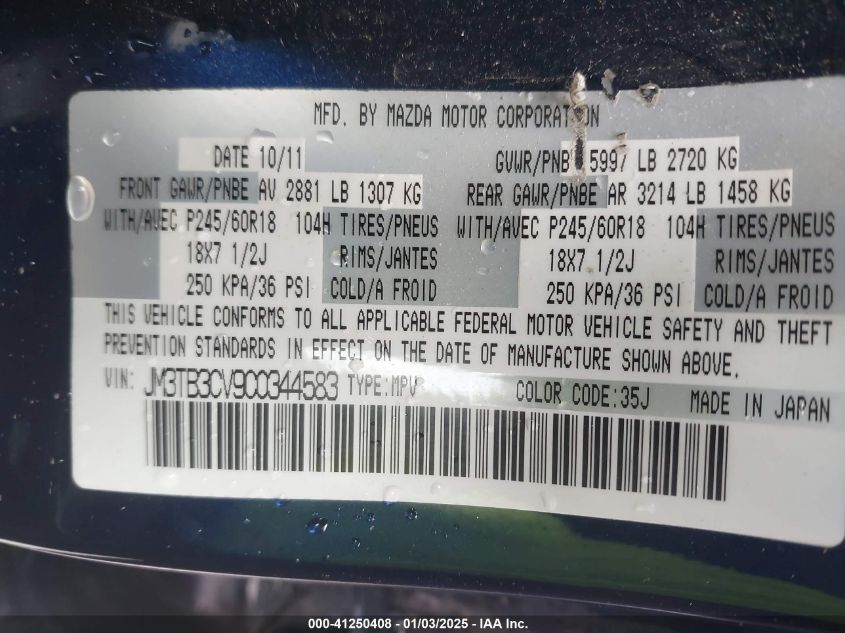 MFD. BY MAZDA MOTOR CORPORATION
DATE 10/11 GVWR/PNBV 5997 LB 2720 KG
FRONT GAWR/PNBE AV 2881 LB 1307 KG REAR GAWR/PNBE AR 3214 LB 1458 KG
WITH/AVEC P245/60R18 104H TIRES/PNEUS WITH/AVEC P245/60R18 104H TIRES/PNEUS
18X7 1/2J RIMS/JANTES 18X7 1/2J RIMS/JANTES
250 KPA/36 PSI COLD/A FROID 250 KPA/36 PSI COLD/A FROID
THIS VEHICLE CONFORMS TO ALL APPLICABLE FEDERAL MOTOR VEHICLE SAFETY AND THEFT
PREVENTION STANDARDS IN EFFECT ON THE DATE OF MANUFACTURE SHOWN ABOVE.
VIN: JM3TB3CV9C0344583 TYPE:MPV COLOR CODE:35J MADE IN JAPAN
000-41250408 - 01/03/2025 - COPYRIGHT IAA, LLC.